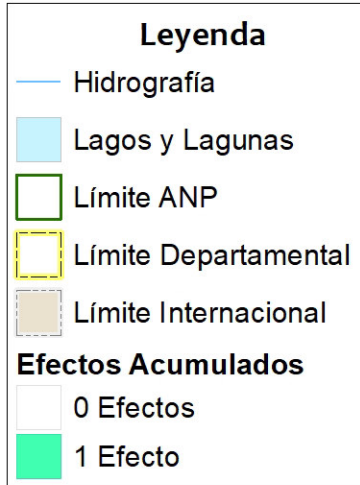 Leyenda
Hidrografía
Lagos y Lagunas
Límite ANP
Límite Departamental
Límite Internacional
Efectos Acumulados
0 Efectos
1 Efecto